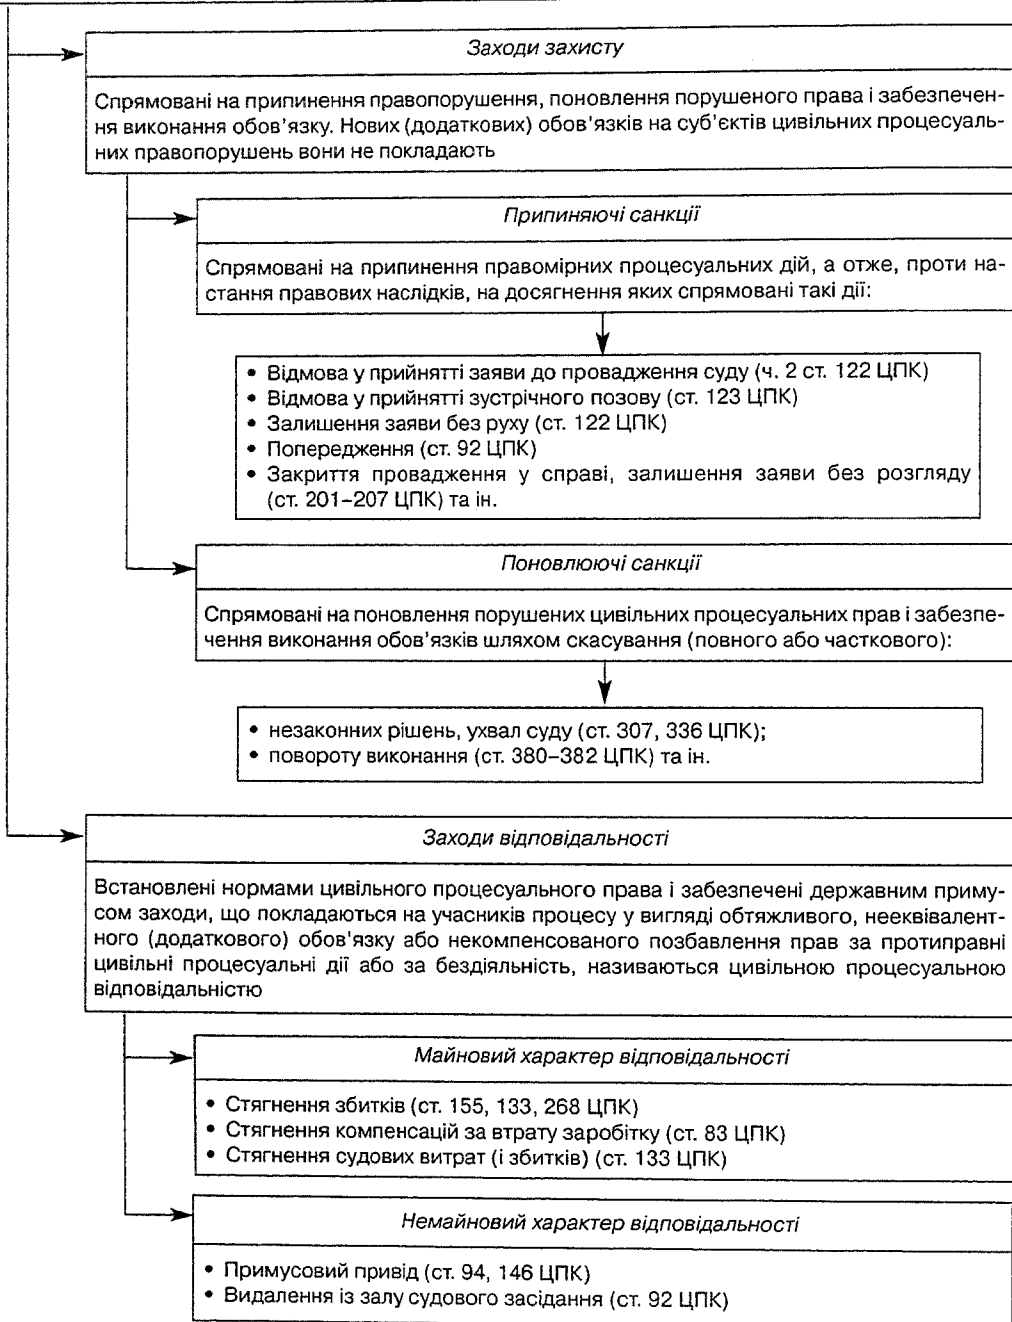 Заходи захисту
Спрямовані на припинення правопорушення, поновлення порушеного права і забезпечен-
ня виконання обов'язку. Нових (додаткових) обов'язків на суб'єктів цивільних процесуаль-
них правопорушень вони не покладають
Припиняючі санкції
Спрямовані на припинення правомірних процесуальних дій, а отже, проти на-
стання правових наслідків, на досягнення яких спрямовані такі дії:
• Відмова у прийнятті заяви до провадження суду (ч. 2 ст. 122 ЦПК)
• Відмова у прийнятті зустрічного позову (ст. 123 ЦПК)
• Залишення заяви без руху (ст. 122 ЦПК)
• Попередження (ст. 92 ЦПК)
• Закриття провадження у справі, залишення заяви без розгляду
(ст. 201–207 ЦПК) та ін.
Поновлюючі санкції
Спрямовані на поновлення порушених цивільних процесуальних прав і забезпе-
чення виконання обов'язків шляхом скасування (повного або часткового):
• незаконних рішень, ухвал суду (ст. 307, 336 ЦПК);
• повороту виконання (ст. 380–382 ЦПК) та ін.
Заходи відповідальності
Встановлені нормами цивільного процесуального права і забезпечені державним приму-
сом заходи, що покладаються на учасників процесу у вигляді обтяжливого, нееквівалент-
ного (додаткового) обов'язку або некомпенсованого позбавлення прав за протиправні
цивільні процесуальні дії або за бездіяльність, називаються цивільною процесуальною
відповідальністю
Майновий характер відповідальності
• Стягнення збитків (ст. 155, 133, 268 ЦПК)
• Стягнення компенсацій за втрату заробітку (ст. 83 ЦПК)
• Стягнення судових витрат (і збитків) (ст. 133 ЦПК)
Немайновий характер відповідальності
• Примусовий привід (ст. 94, 146 ЦПК)
• Видалення із залу судового засідання (ст. 92 ЦПК)